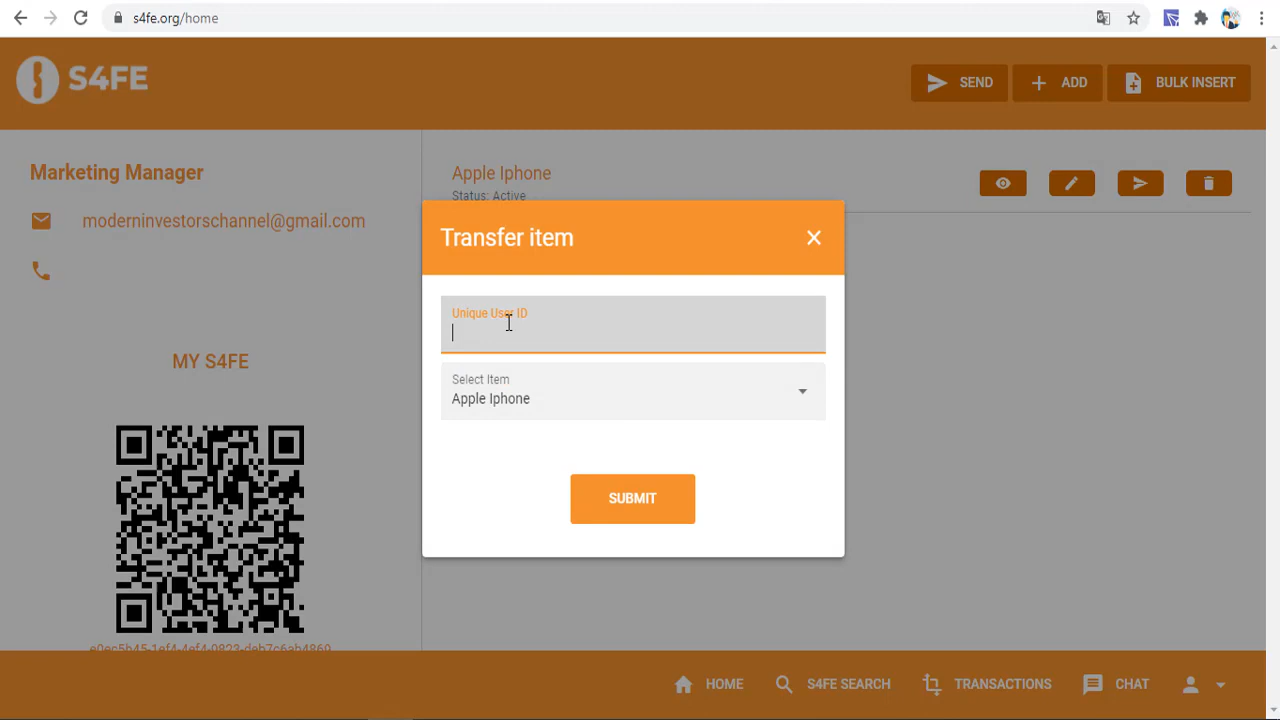 s4fe.org/home
S4FE
SEND
ADD
BULK INSERT
Marketing Manager
moderninvestorschannel@gmail.com
MY S4FE
Apple Iphone
Status: Active
Transfer item
Unique User ID
Select Item
Apple Iphone
SUBMIT
HOME
S4FE SEARCH
TRANSACTIONS
CHAT